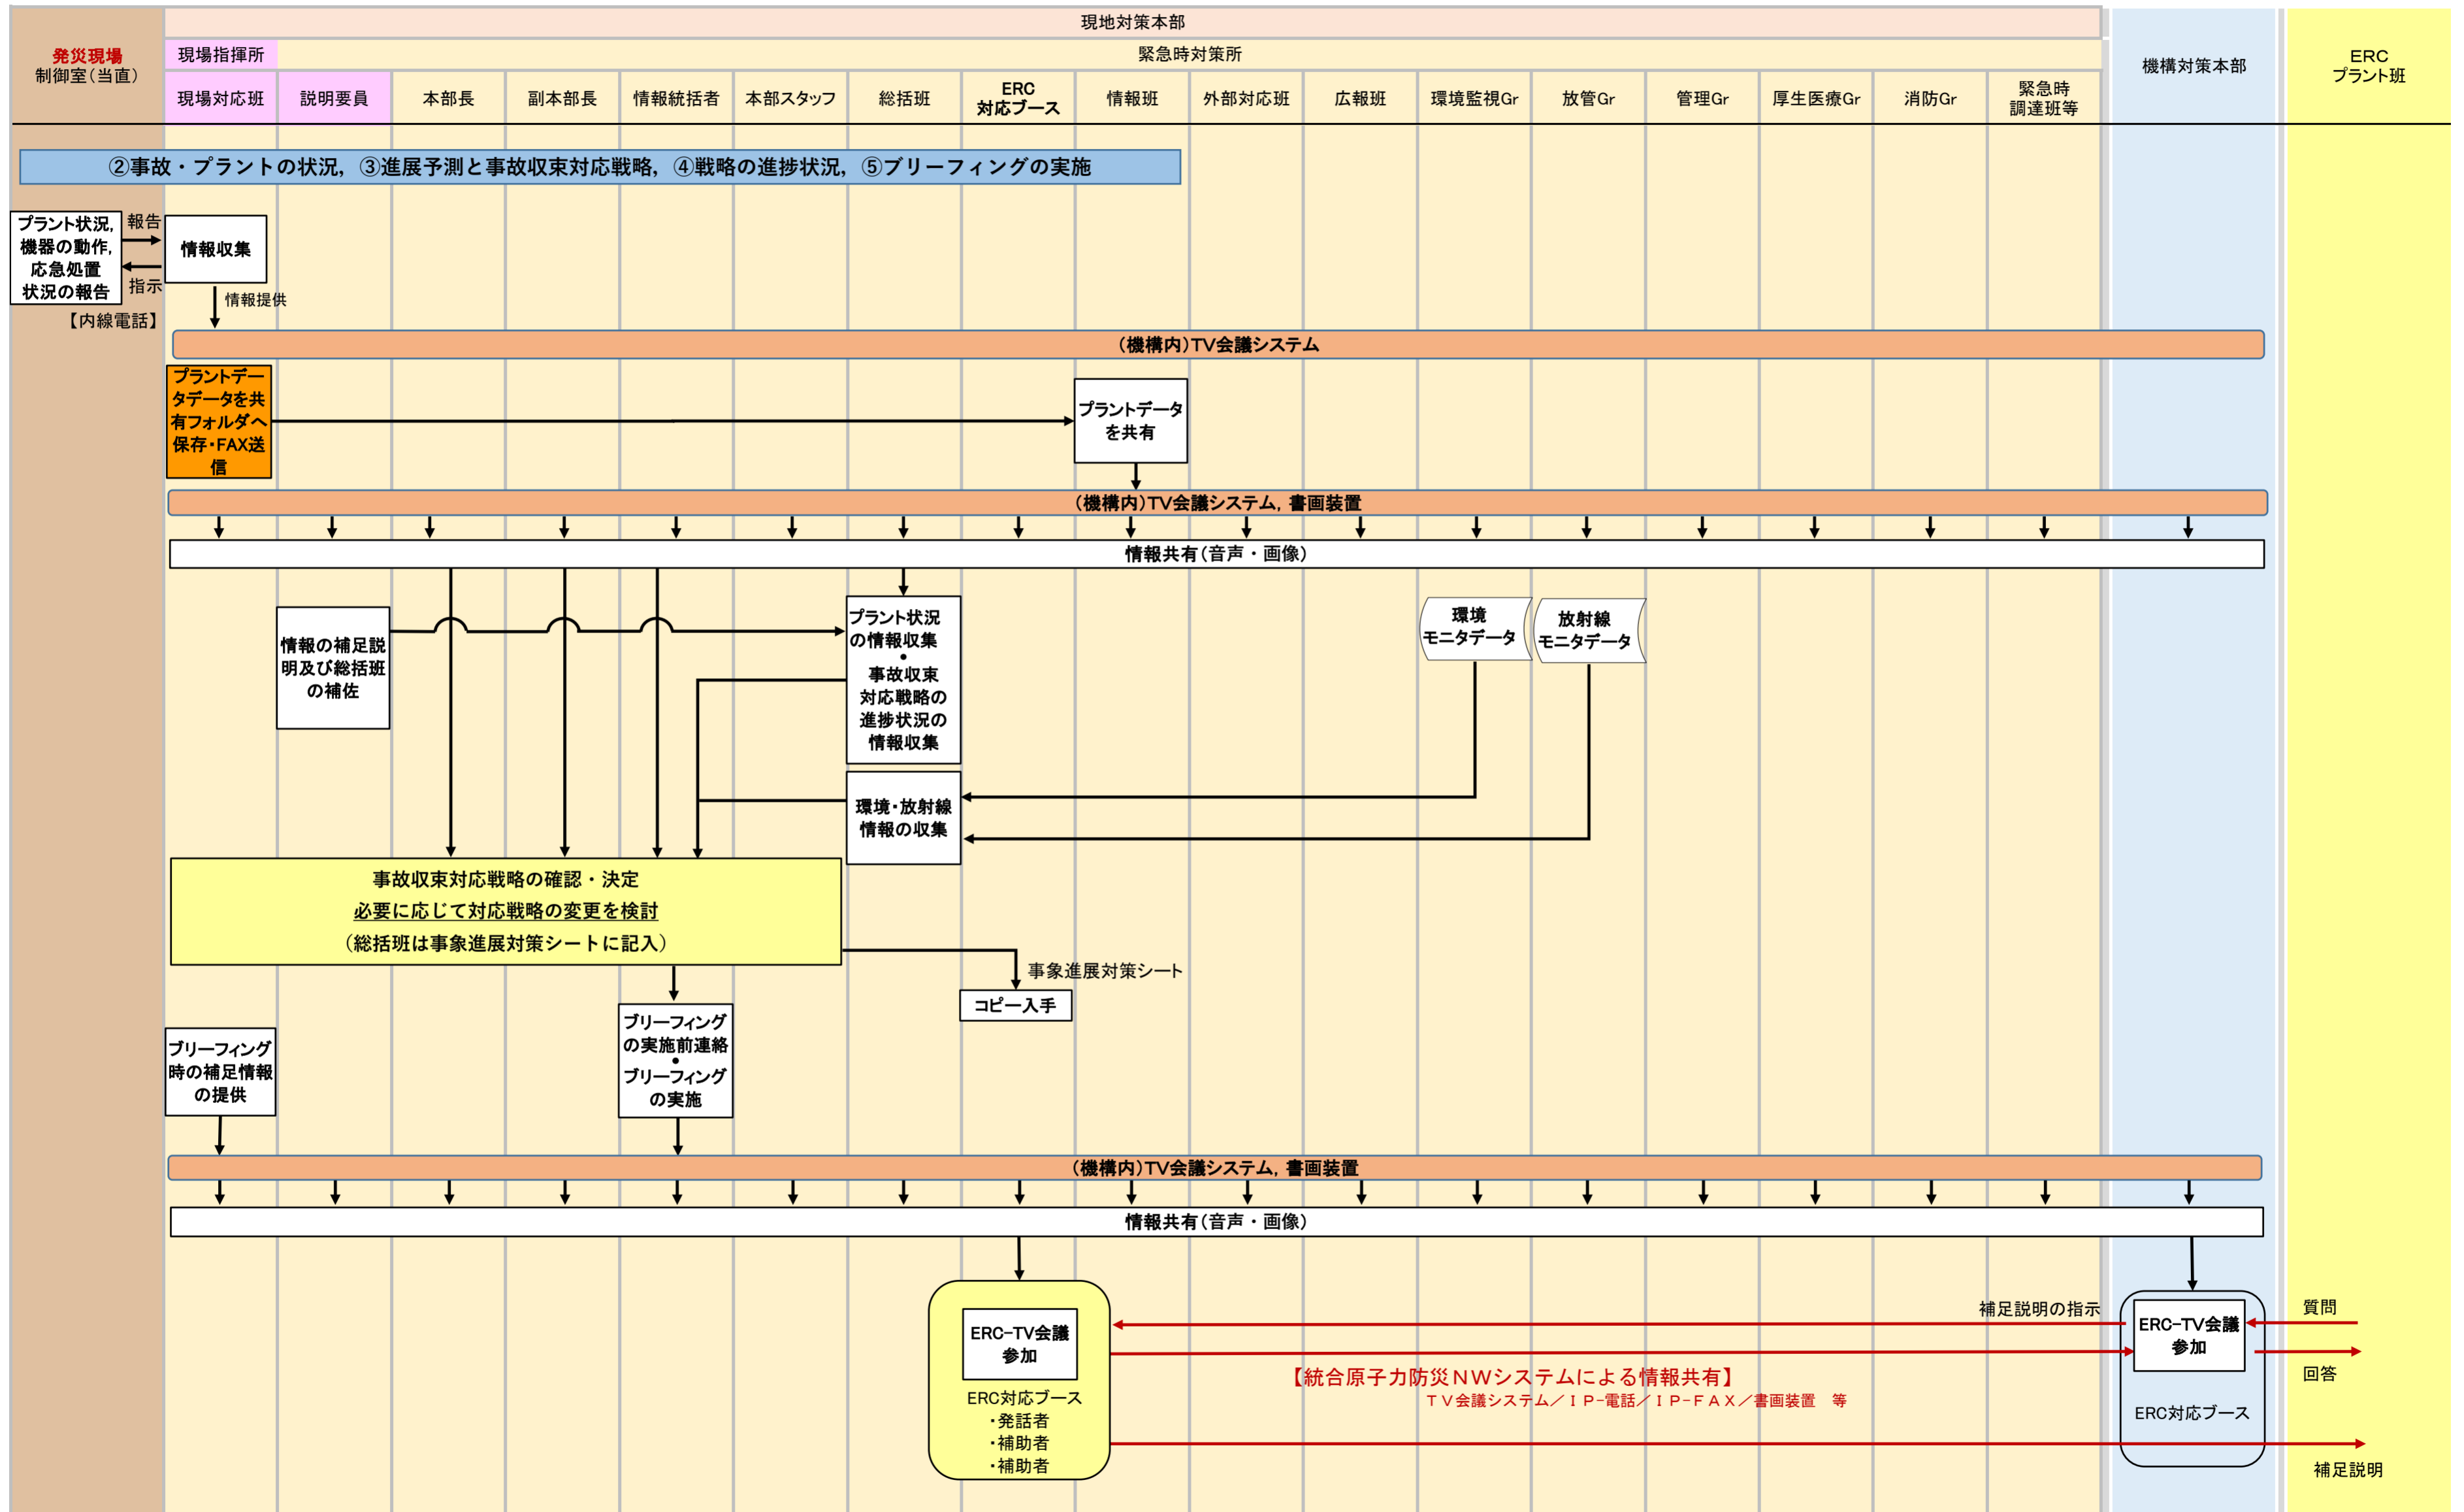 現地対策本部
発災現場
制御室（当直）
現場指揮所
緊急時対策所
機構対策本部
ERC
プラント班
現場対応班
説明要員
本部長
副本部長
情報統括者
本部スタッフ
総括班
ERC
対応ブース
情報班
外部対応班
広報班
環境監視Gr
放管Gr
管理Gr
厚生医療Gr
消防Gr
緊急時
調達班等
②事故・プラントの状況，③進展予測と事故収束対応戦略，④戦略の進捗状況，⑤ブリーフィングの実施
プラント状況，
機器の動作，
応急処置
状況の報告
報告
指示
【内線電話】
情報収集
情報提供
（機構内）TV会議システム
プラントデー
タデータを共
有フォルダへ
保存・FAX送
信
プラントデータ
を共有
（機構内）TV会議システム，書画装置
情報共有（音声・画像）
情報の補足説
明及び総括班
の補佐
プラント状況
の情報収集
・
事故収束
対応戦略の
進捗状況の
情報収集
環境
モニタデータ
放射線
モニタデータ
環境・放射線
情報の収集
事故収束対応戦略の確認・決定
必要に応じて対応戦略の変更を検討
（総括班は事象進展対策シートに記入）
事象進展対策シート
コピー入手
ブリーフィング
の実施前連絡
・
ブリーフィング
の実施
ブリーフィング
時の補足情報
の提供
（機構内）TV会議システム，書画装置
情報共有（音声・画像）
ERC-TV会議
参加
ERC対応ブース
・発話者
・補助者
・補助者
補足説明の指示
【統合原子力防災NWシステムによる情報共有】
TV会議システム／IP-電話／IP-FAX／書画装置　等
ERC-TV会議
参加
ERC対応ブース
質問
回答
補足説明